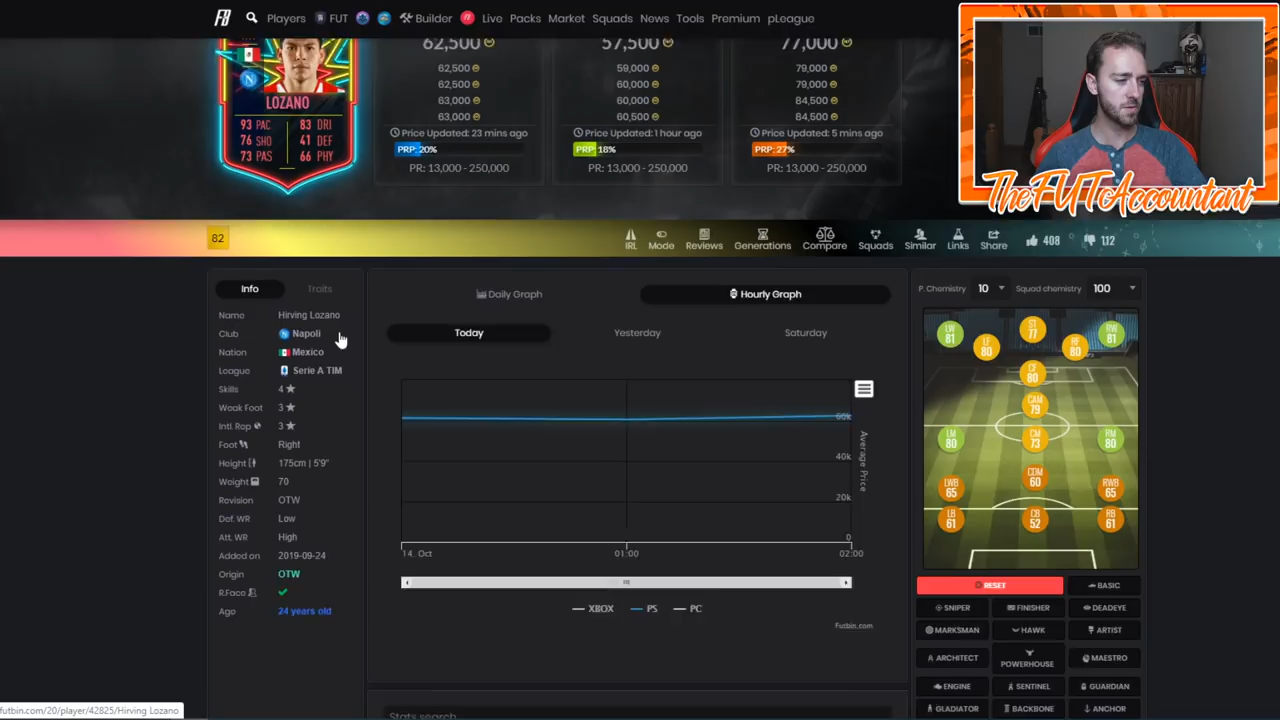 Players FUT Builder Live Packs Market Squads News Tools Premium pLeague
62,500 57,500 77,000
62,500 59,000 79,000
62,500 60,000 79,000
63,000 60,000 84,500
63,000 60,500 84,500
LOZANO
93 PAC 83 DRI
76 SHO 41 DEF
73 PAS 66 PHY
Price Updated: 23 mins ago Price Updated: 1 hour ago Price Updated: 5 mins ago
PRP: 20% PRP: 18% PRP: 27%
PR: 13,000 - 250,000 PR: 13,000 - 250,000 PR: 13,000 - 250,000
TheFUTAccountant
82
IRL Mode Reviews Generations Compare Squads Similar Links Share 408 112
Info Traits
Name Hirving Lozano
Club Napoli
Nation Mexico
League Serie A TIM
Skills 4
Weak Foot 3
Intl. Rep 3
Foot Right
Height 175cm | 5'9"
Weight 70
Revision OTW
Def. WR Low
Att. WR High
Added on 2019-09-24
Origin OTW
R.Face
Age 24 years old
Daily Graph Hourly Graph
Today Yesterday Saturday
60k
40k
20k
0
Average Price
14. Oct 01:00 02:00
XBOX PS PC
Futbin.com
Stats search
P. Chemistry 10 Squad chemistry 100
LW 81 ST 77 RW 81
LF 80 RF 80
CF 80
CAM 79
LM 80 CM 73 RM 80
CDM 60
LWB 65 RWB 65
LB 61 CB 52 RB 61
RESET BASIC
SNIPER FINISHER DEADEYE
MARKSMAN HAWK ARTIST
ARCHITECT POWERHOUSE MAESTRO
ENGINE SENTINEL GUARDIAN
GLADIATOR BACKBONE ANCHOR
futbin.com/20/player/42825/Hirving Lozano